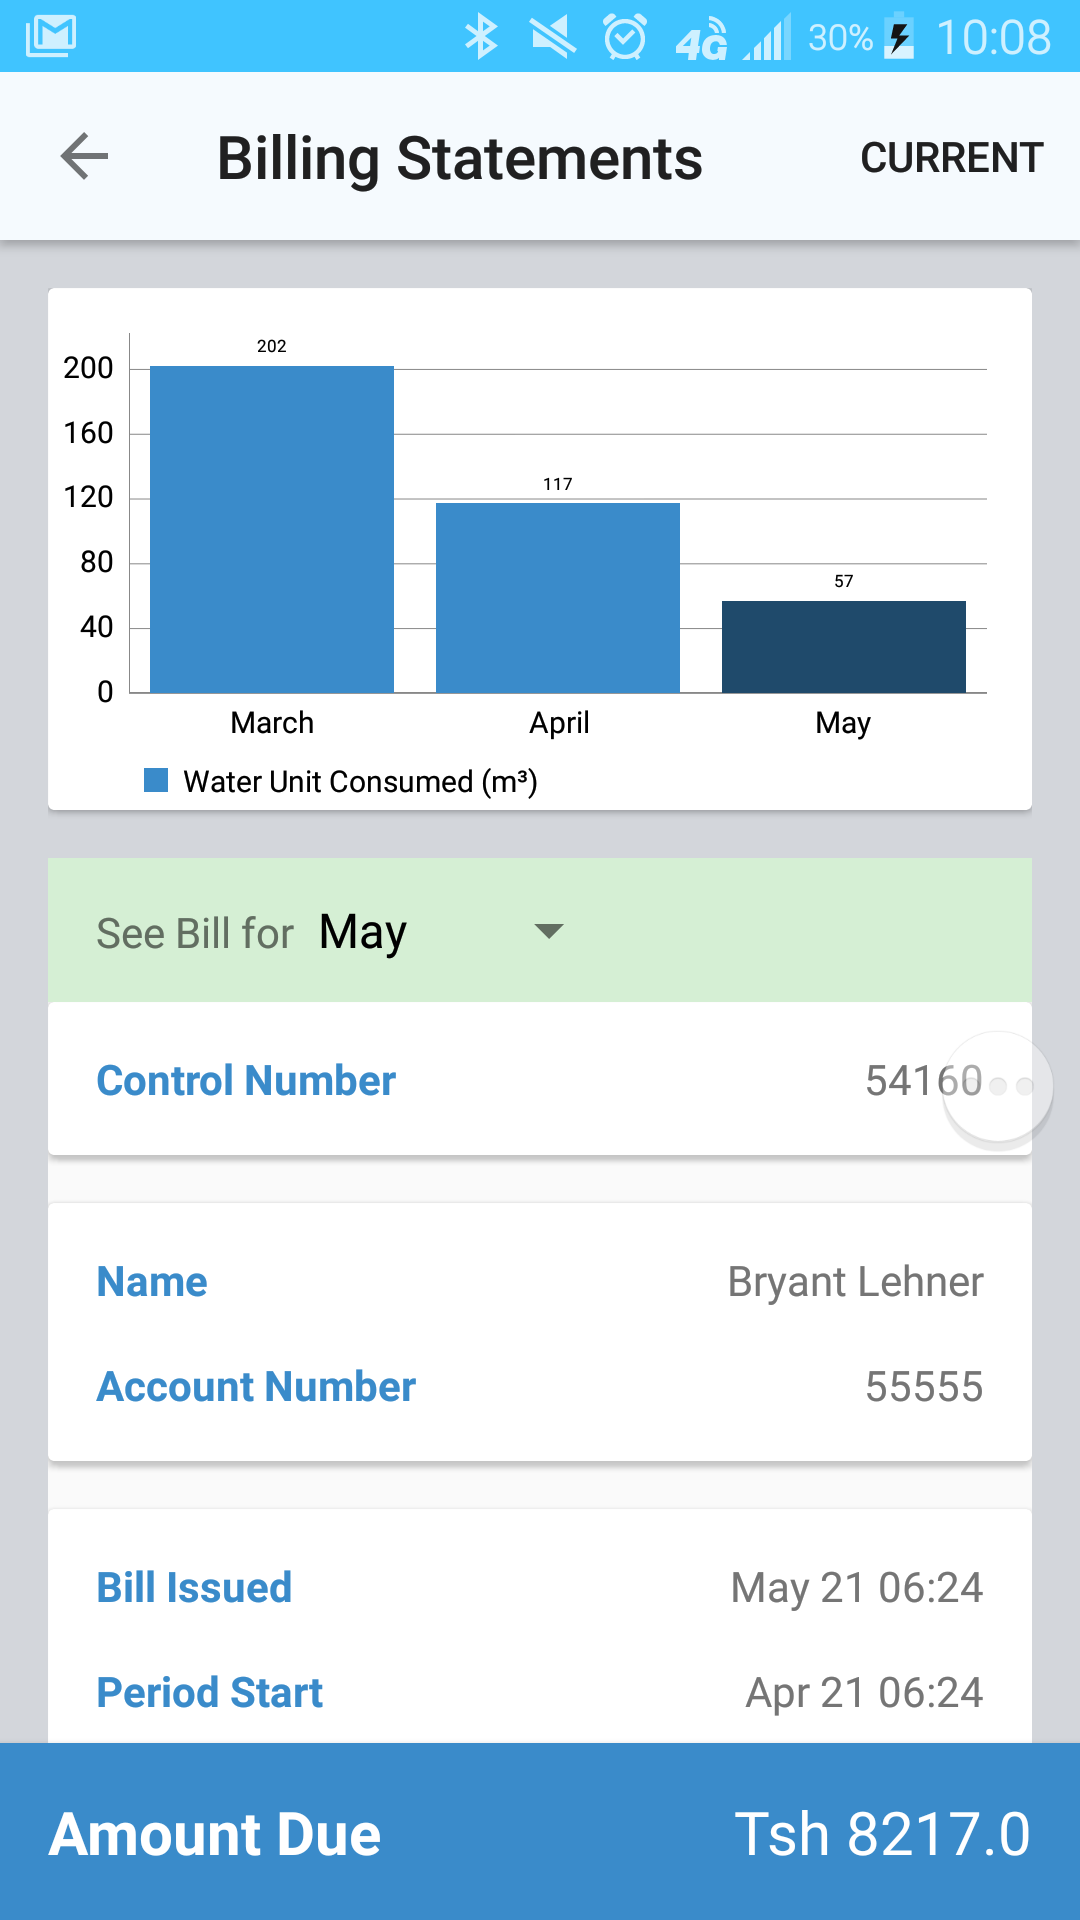 4G 30% 10:08
Billing Statements CURRENT
202
200
160
117
120
80
57
40
0
March April May
Water Unit Consumed (m³)
See Bill for May
Control Number 54160
Name Bryant Lehner
Account Number 55555
Bill Issued May 21 06:24
Period Start Apr 21 06:24
Amount Due Tsh 8217.0